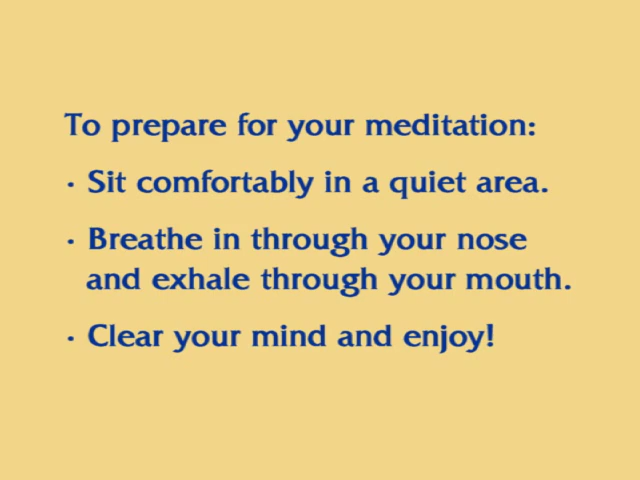 To prepare for your meditation:
• Sit comfortably in a quiet area.
• Breathe in through your nose
and exhale through your mouth.
• Clear your mind and enjoy!